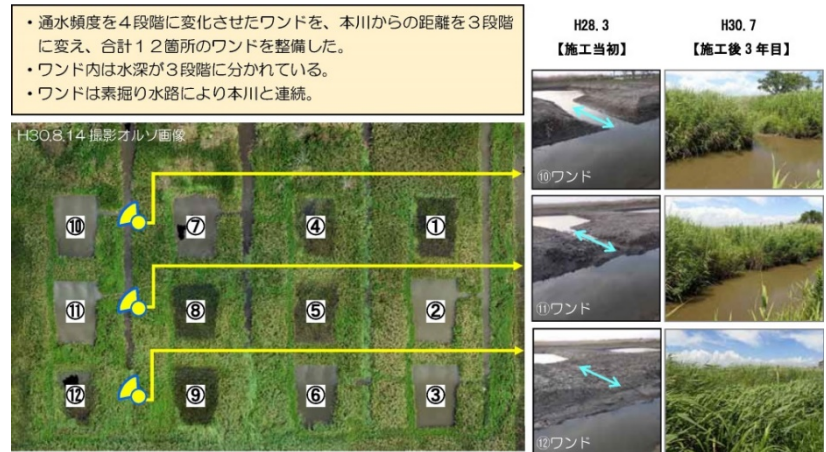 ・通水頻度を４段階に変化させたワンドを、本川からの距離を３段階
に変え、合計１２箇所のワンドを整備した。
・ワンド内は水深が３段階に分かれている。
・ワンドは素掘り水路により本川と連続。
H28.3
【施工当初】
H30.7
【施工後３年目】
H30.8.14 撮影オルソ画像
⑩
⑦
④
①
⑪
⑧
⑤
②
⑫
⑨
⑥
③
⑩ワンド
⑪ワンド
⑫ワンド